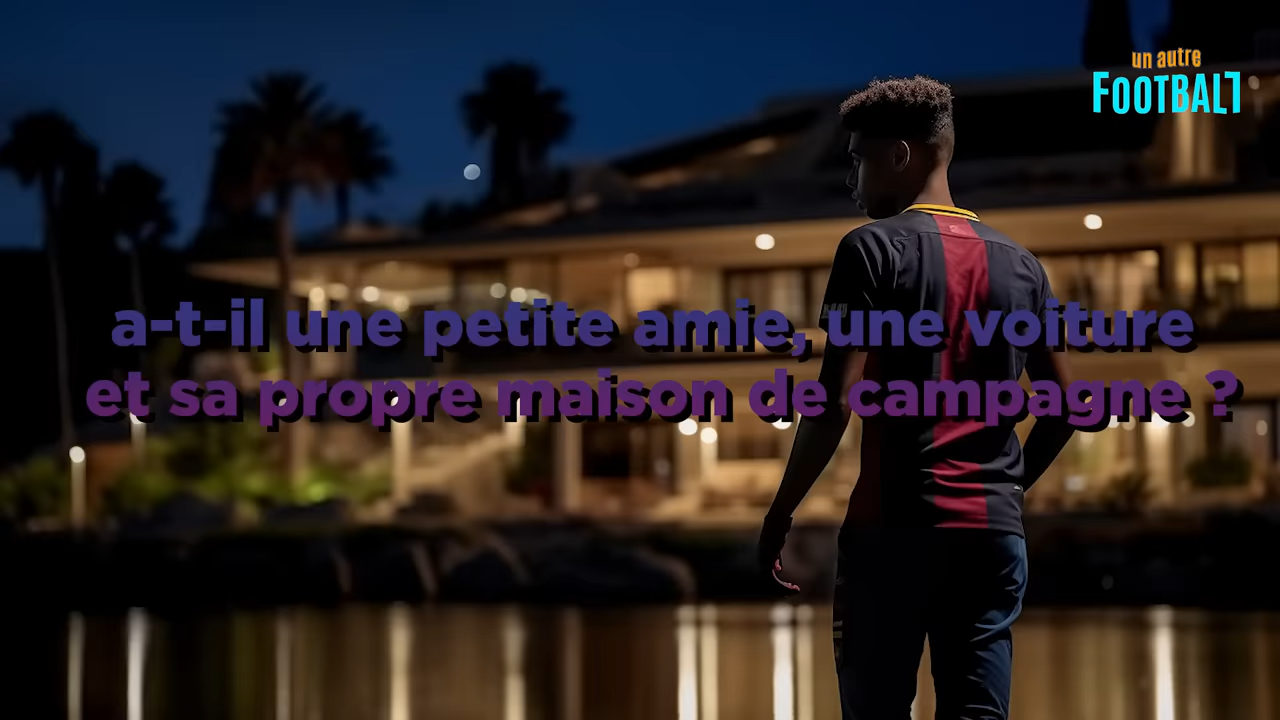 un autre
FOOTBALL
a-t-il une petite amie, une voiture
et sa propre maison de campagne ?